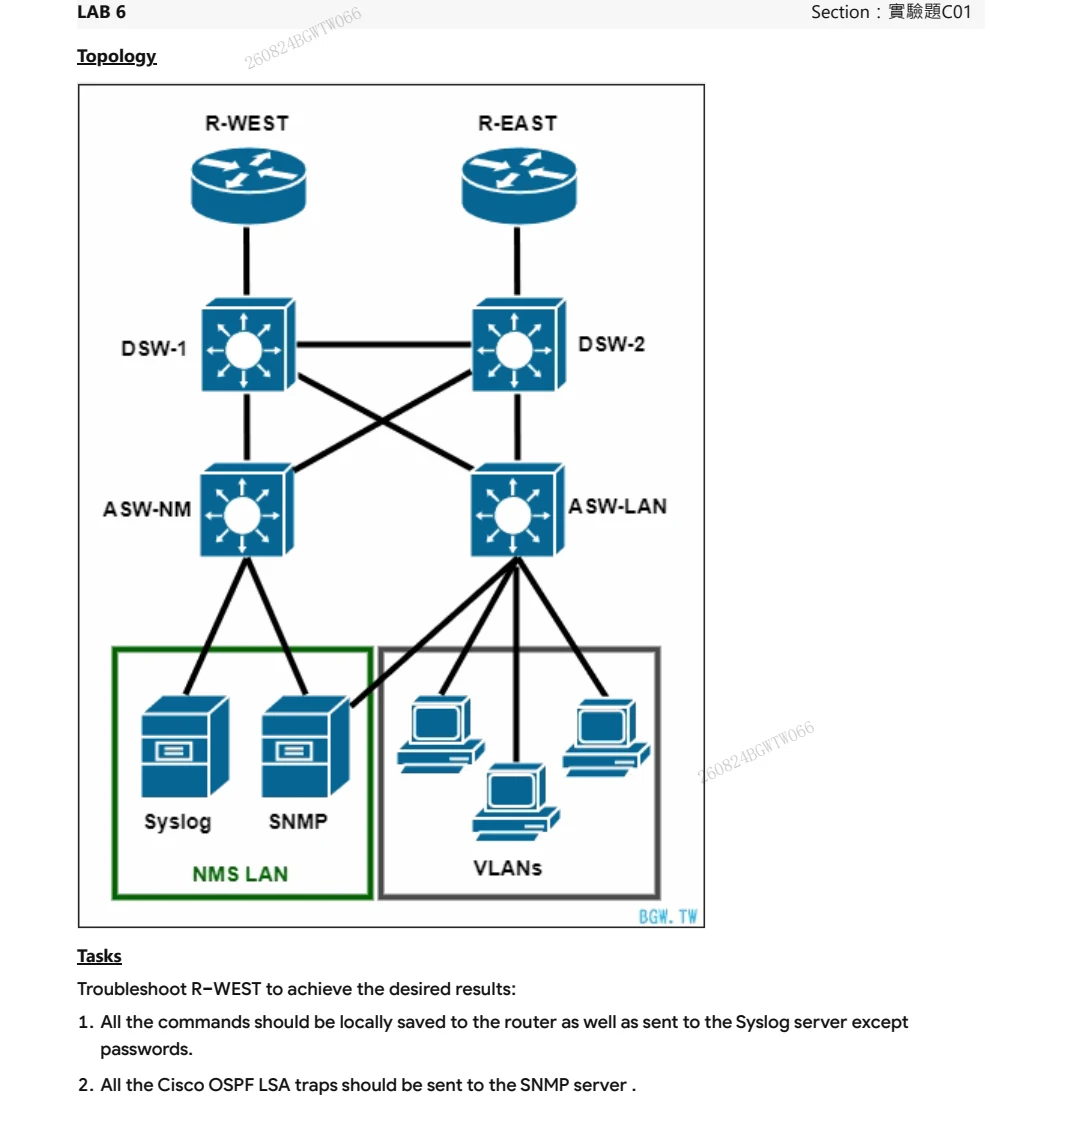 LAB 6
Section：實驗題C01
260824BGWTW066
Topology
R-WEST
R-EAST
DSW-1
DSW-2
ASW-NM
ASW-LAN
Syslog
SNMP
NMS LAN
VLANs
260824BGWTW066
BGW.TW
Tasks
Troubleshoot R-WEST to achieve the desired results:
1. All the commands should be locally saved to the router as well as sent to the Syslog server except
passwords.
2. All the Cisco OSPF LSA traps should be sent to the SNMP server .